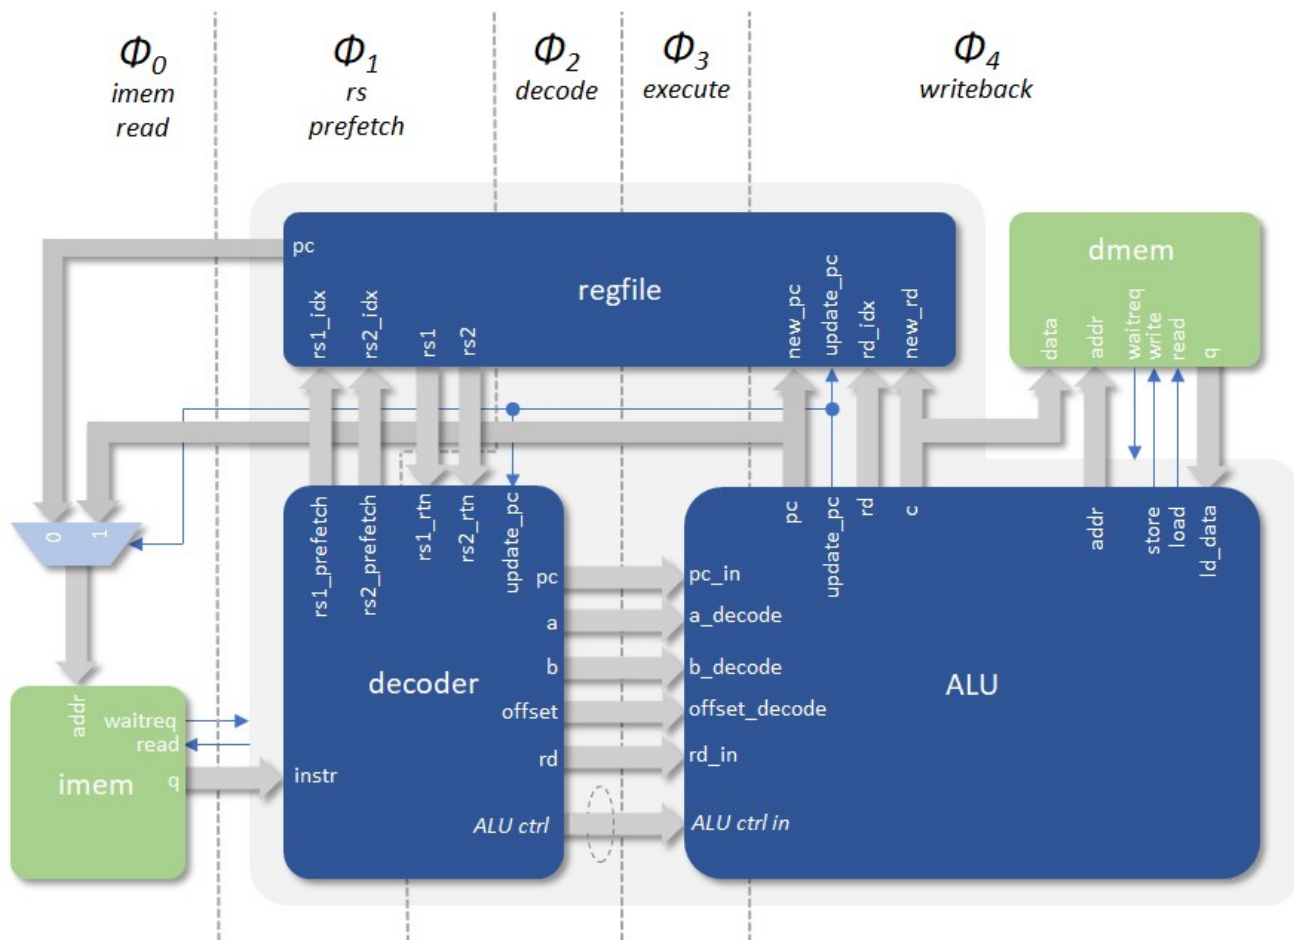 Φ0
imem
read
Φ1
rs
prefetch
Φ2
decode
Φ3
execute
Φ4
writeback
pc
regfile
rs1_idx
rs2_idx
rs1
rs2
new_pc
update_pc
rd_idx
new_rd
dmem
data
addr
waitreq
write
read
q
0
1
rs1_prefetch
rs2_prefetch
rs1_rtn
rs2_rtn
update_pc
pc
a
b
decoder
offset
rd
instr
ALU ctrl
pc
update_pc
rd
c
addr
store
load
ld_data
pc_in
a_decode
b_decode
ALU
offset_decode
rd_in
ALU ctrl in
addr
waitreq
read
imem
q